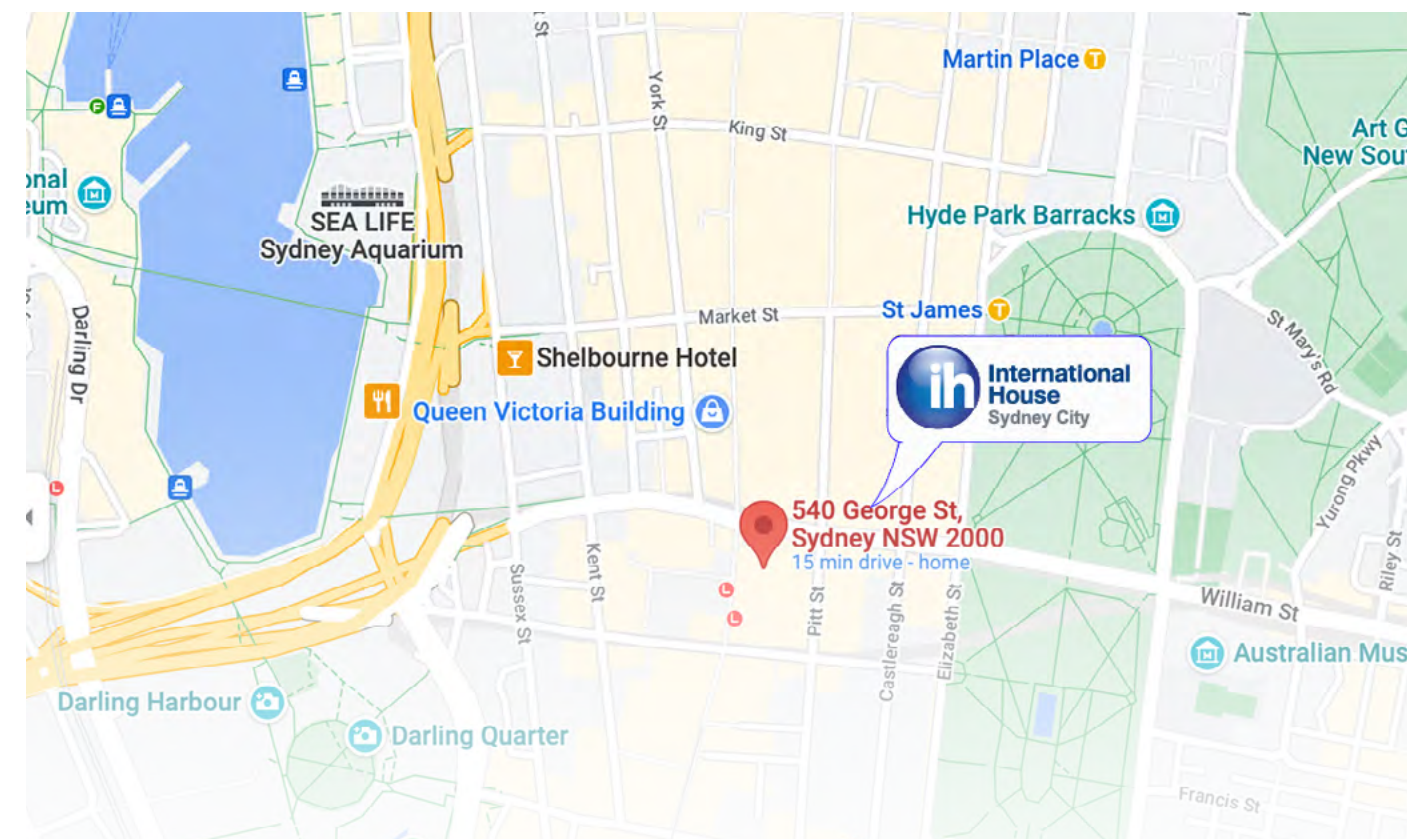 St
York St
Martin Place T
King St
F
Art G
New Sou
onal
eum
M
Hyde Park Barracks
M
SEA LIFE
Sydney Aquarium
Darling Dr
Market St
St James T
St Mary's Rd
Shelbourne Hotel
ih
International
House
Sydney City
Queen Victoria Building
Yurong Pkwy
L
540 George St,
Sydney NSW 2000
15 min drive - home
Kent St
Sussex St
Riley St
L
L
Pitt St
Castlereagh St
Elizabeth St
William St
M
Australian Mus
Darling Harbour
Darling Quarter
Francis St